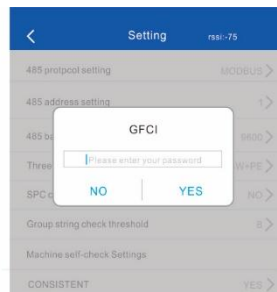 Setting rssi:-75
485 protpcol setting MODBUS
485 address setting 1
485 ba 9600
GFCI
Please enter your password
Three W+PE
NO YES
SPC c NO
Group string check threshold 8
Machine self-check Settings
CONSISTENT YES